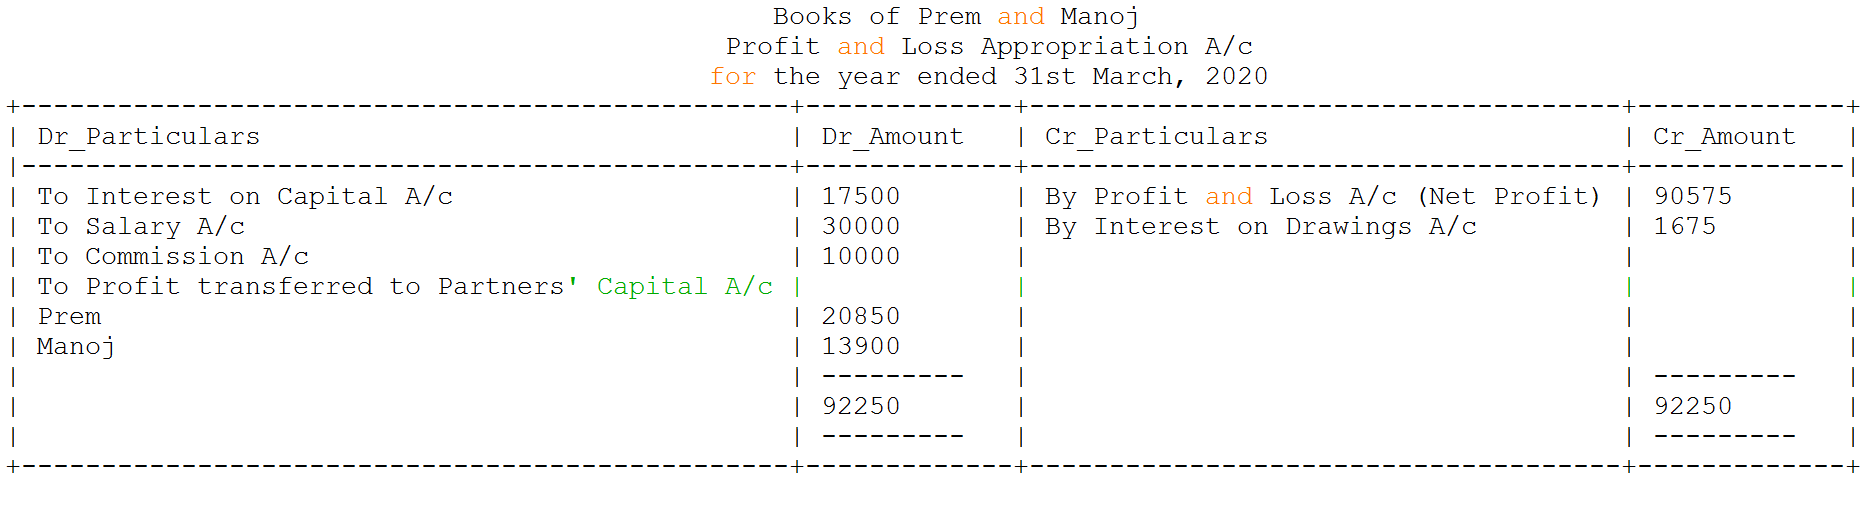 Books of Prem and Manoj
Profit and Loss Appropriation A/c
for the year ended 31st March, 2020
+------------------------------------------------+-------------+-------------------------------------+-------------+
| Dr_Particulars                                 | Dr_Amount   | Cr_Particulars                      | Cr_Amount   |
|------------------------------------------------+-------------+-------------------------------------+-------------|
| To Interest on Capital A/c                     | 17500       | By Profit and Loss A/c (Net Profit) | 90575       |
| To Salary A/c                                  | 30000       | By Interest on Drawings A/c         | 1675        |
| To Commission A/c                              | 10000       |                                     |             |
| To Profit transferred to Partners' Capital A/c |             |                                     |             |
| Prem                                           | 20850       |                                     |             |
| Manoj                                          | 13900       |                                     |             |
|                                                | ---------   |                                     | ---------   |
|                                                | 92250       |                                     | 92250       |
|                                                | ---------   |                                     | ---------   |
+------------------------------------------------+-------------+-------------------------------------+-------------+